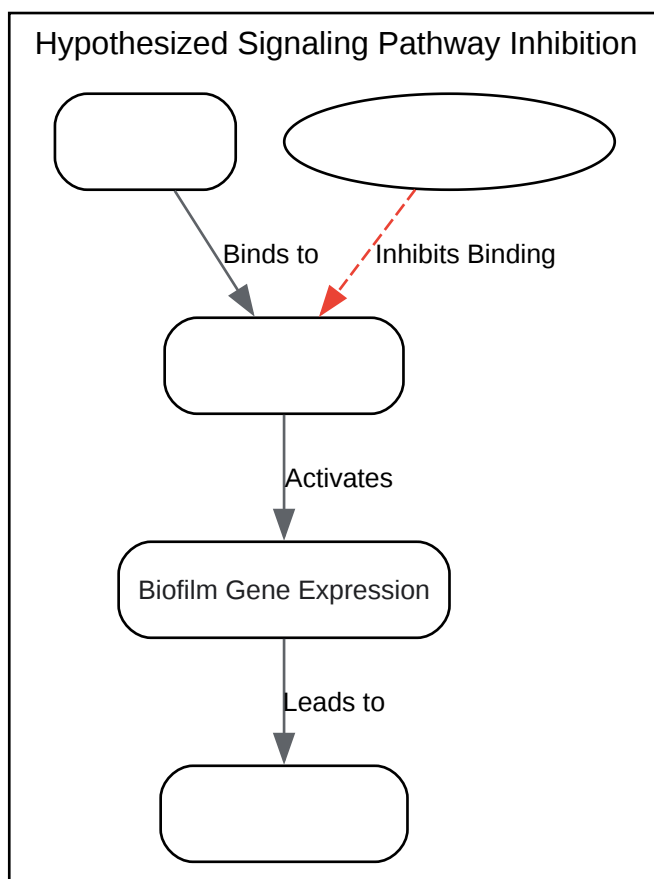 Hypothesized Signaling Pathway Inhibition
Binds to
Inhibits Binding
Activates
Biofilm Gene Expression
Leads to